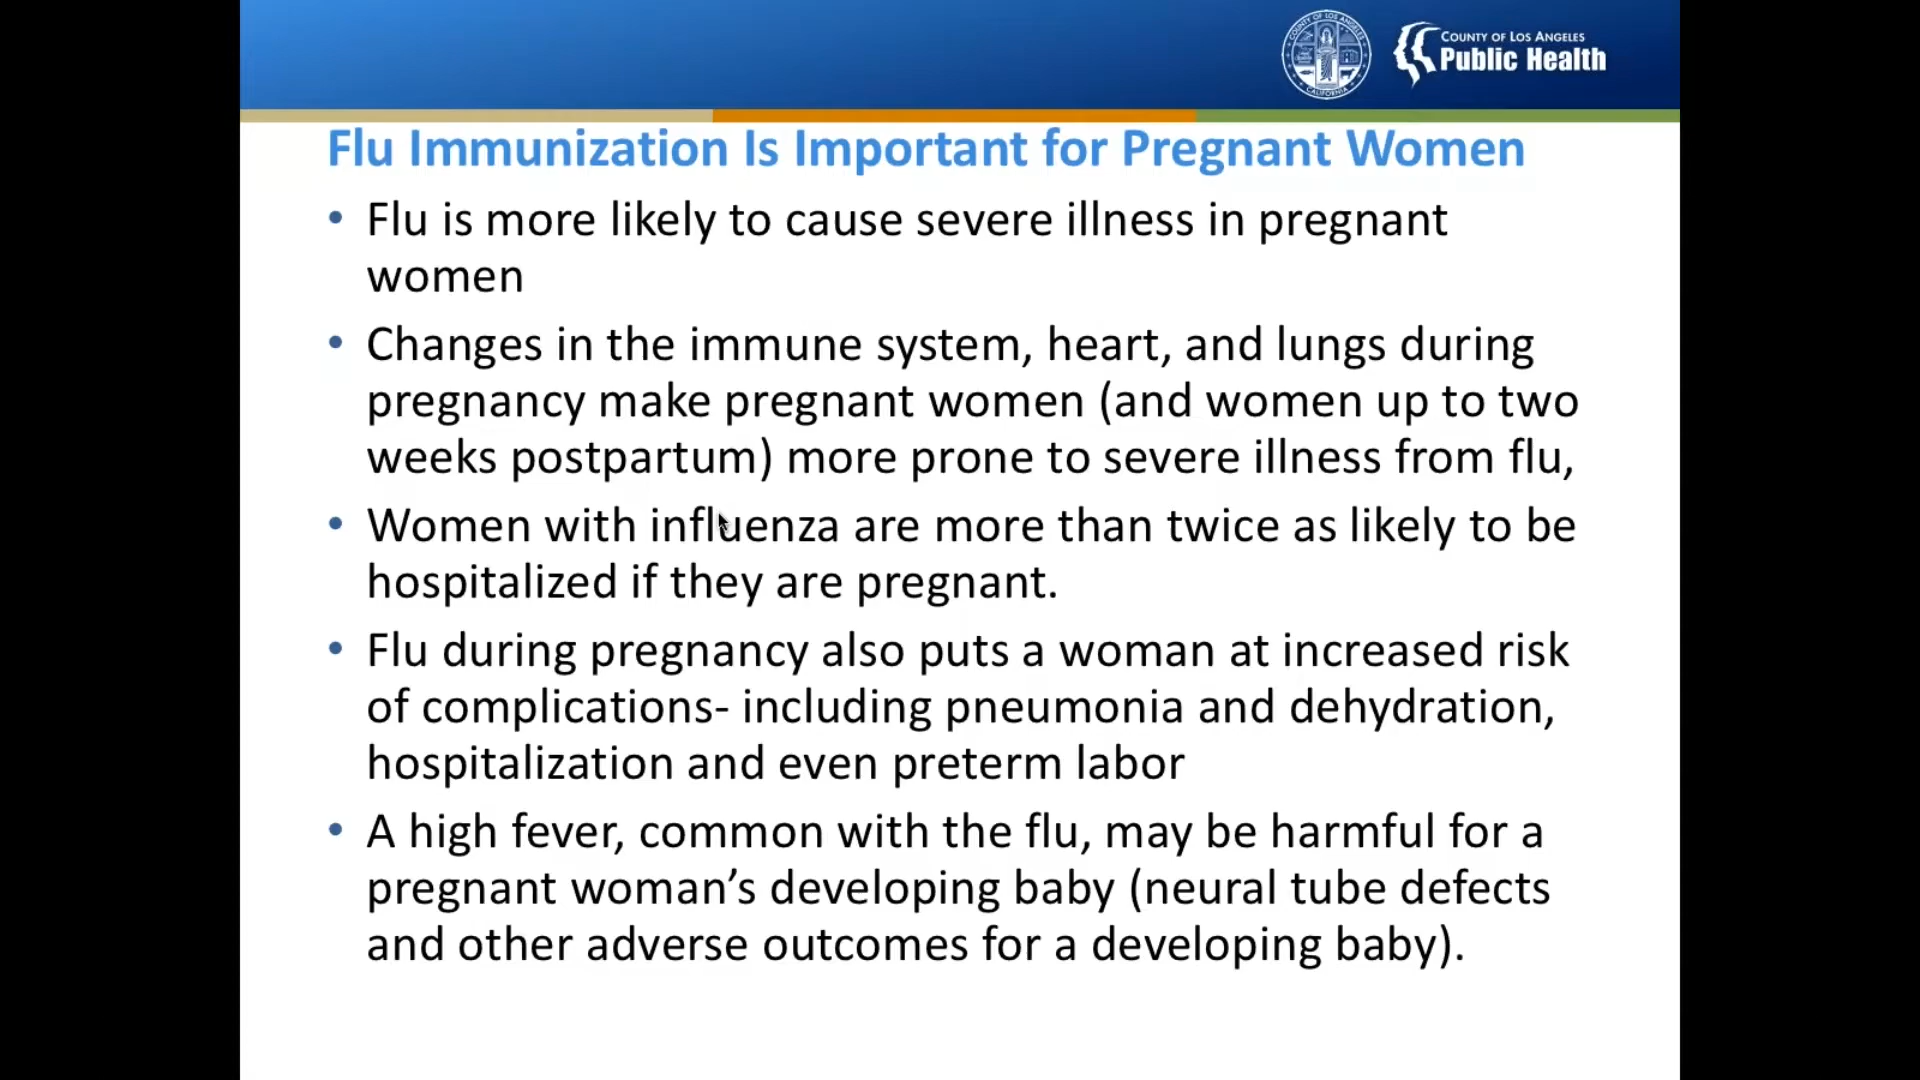 COUNTY OF LOS ANGELES
CALIFORNIA
COUNTY OF LOS ANGELES
Public Health
Flu Immunization Is Important for Pregnant Women
• Flu is more likely to cause severe illness in pregnant
women
• Changes in the immune system, heart, and lungs during
pregnancy make pregnant women (and women up to two
weeks postpartum) more prone to severe illness from flu,
• Women with influenza are more than twice as likely to be
hospitalized if they are pregnant.
• Flu during pregnancy also puts a woman at increased risk
of complications- including pneumonia and dehydration,
hospitalization and even preterm labor
• A high fever, common with the flu, may be harmful for a
pregnant woman’s developing baby (neural tube defects
and other adverse outcomes for a developing baby).